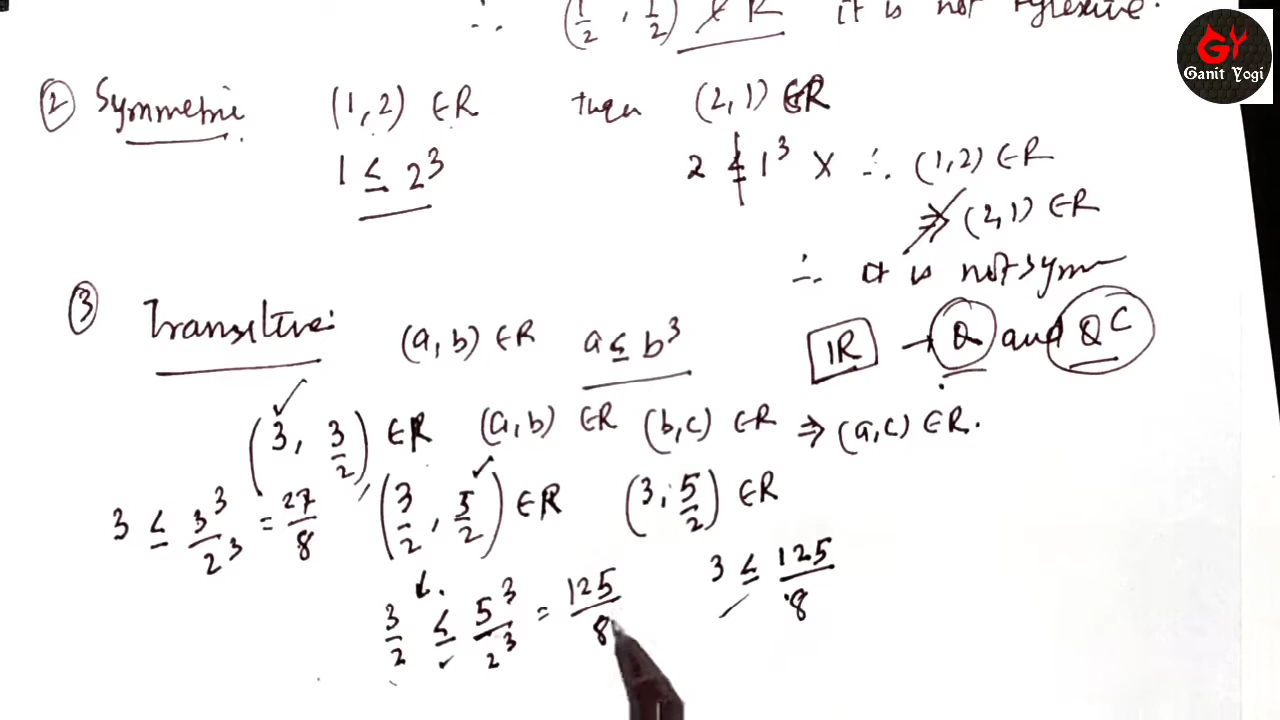 ∴ (1/2, 1/2) ∉ R it is not reflexive.
GY
Ganit Yogi
② Symmetric (1,2) ∈R then (2,1) ∈R
1 ≤ 2³ 2 ≰ 1³ X ∴ (1,2) ∈R
⇏ (2,1) ∈R
∴ it is not symm
③ Transitive: (a,b) ∈R a≤b³ IR → Q and Q^C
✓ (3, 3/2) ∈R (a,b) ∈R (b,c) ∈R ⇒ (a,c) ∈R.
3 ≤ 3³/2³ = 27/8 (3/2, 5/2) ✓ ∈R (3, 5/2) ∈R
3/2 ≤ 5³/2³ = 125/8 3 ≤ 125/8